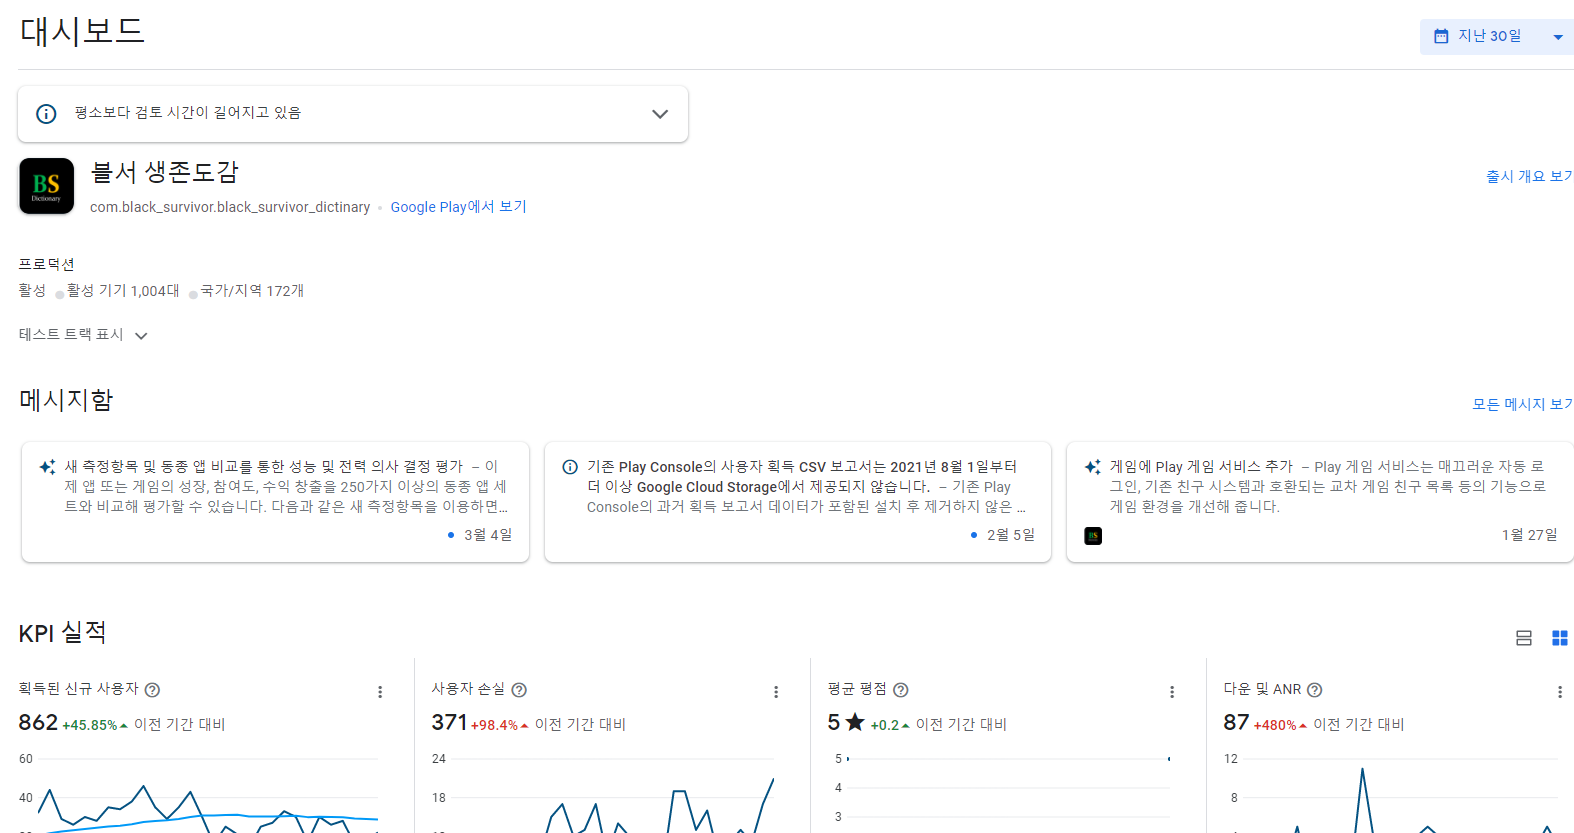 대시보드
지난 30일
평소보다 검토 시간이 길어지고 있음
BS
Dictionary
블서 생존도감
출시 개요 보기
com.black_survivor.black_survivor_dictinary • Google Play에서 보기
프로덕션
활성 활성 기기 1,004대 국가/지역 172개
테스트 트랙 표시
메시지함
모든 메시지 보기
새 측정항목 및 동종 앱 비교를 통한 성능 및 전력 의사 결정 평가 – 이
제 앱 또는 게임의 성장, 참여도, 수익 창출을 250가지 이상의 동종 앱 세
트와 비교해 평가할 수 있습니다. 다음과 같은 새 측정항목을 이용하면...
• 3월 4일
기존 Play Console의 사용자 획득 CSV 보고서는 2021년 8월 1일부터
더 이상 Google Cloud Storage에서 제공되지 않습니다. – 기존 Play
Console의 과거 획득 보고서 데이터가 포함된 설치 후 제거하지 않은 ...
• 2월 5일
게임에 Play 게임 서비스 추가 – Play 게임 서비스는 매끄러운 자동 로
그인, 기존 친구 시스템과 호환되는 교차 게임 친구 목록 등의 기능으로
게임 환경을 개선해 줍니다.
BS
1월 27일
KPI 실적
획득된 신규 사용자
862 +45.85% 이전 기간 대비
60
40
사용자 손실
371 +98.4% 이전 기간 대비
24
18
평균 평점
5★ +0.2 이전 기간 대비
5
4
3
다운 및 ANR
87 +480% 이전 기간 대비
12
8